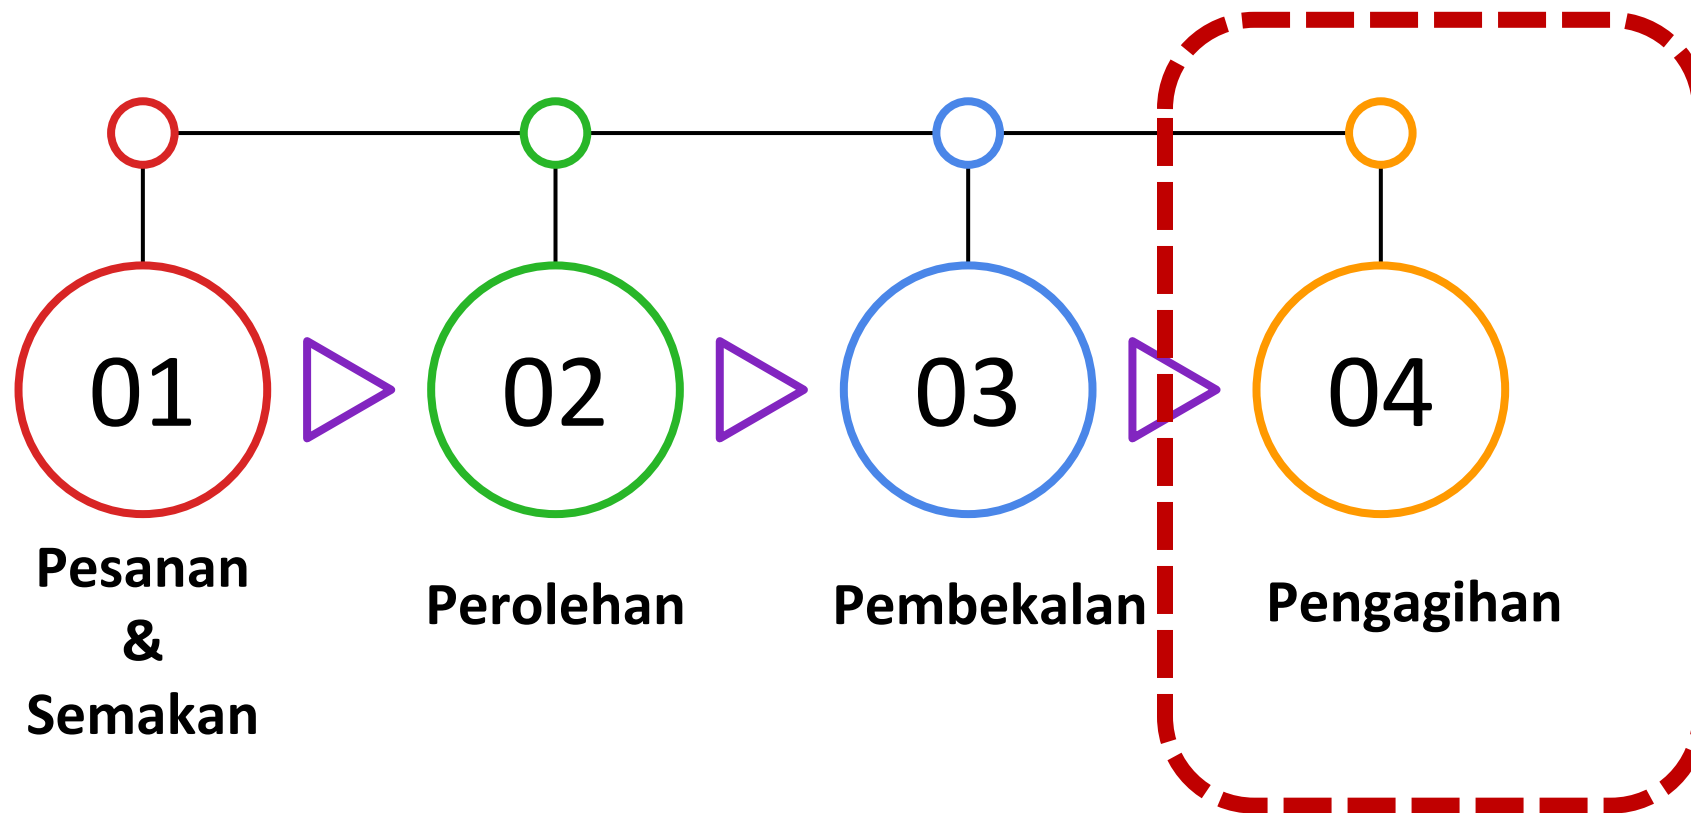 01
02
03
04
Pesanan
&
Semakan
Perolehan
Pembekalan
Pengagihan